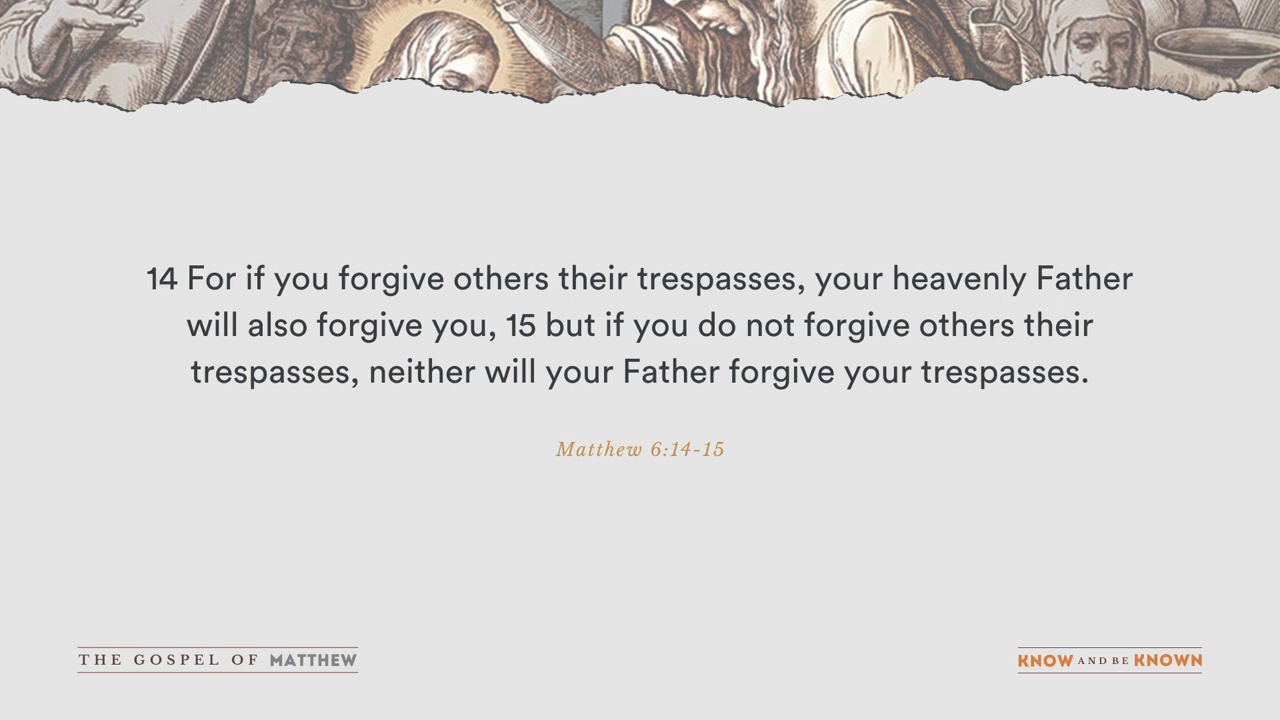 14 For if you forgive others their trespasses, your heavenly Father
will also forgive you, 15 but if you do not forgive others their
trespasses, neither will your Father forgive your trespasses.
Matthew 6:14-15
THE GOSPEL OF MATTHEW
KNOW AND BE KNOWN